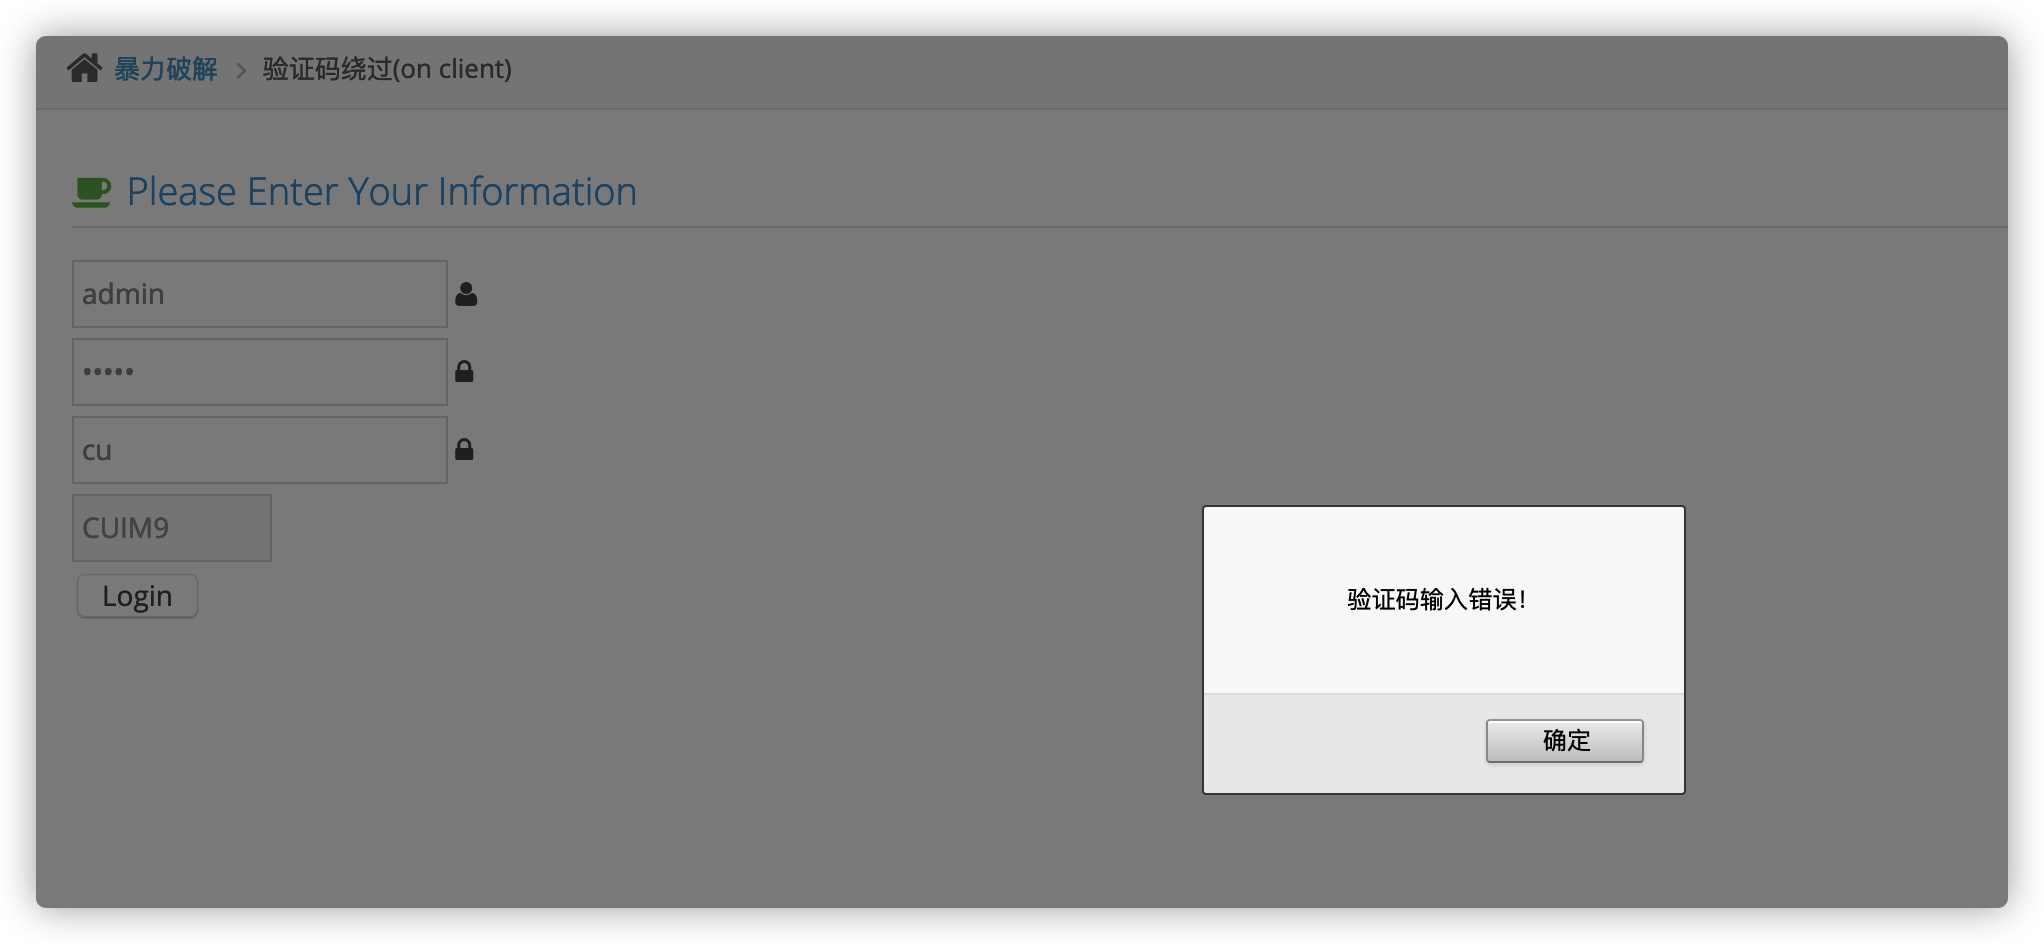 暴力破解 > 验证码绕过(on client)
Please Enter Your Information
admin
•••••
cu
CUIM9
Login
验证码输入错误!
确定